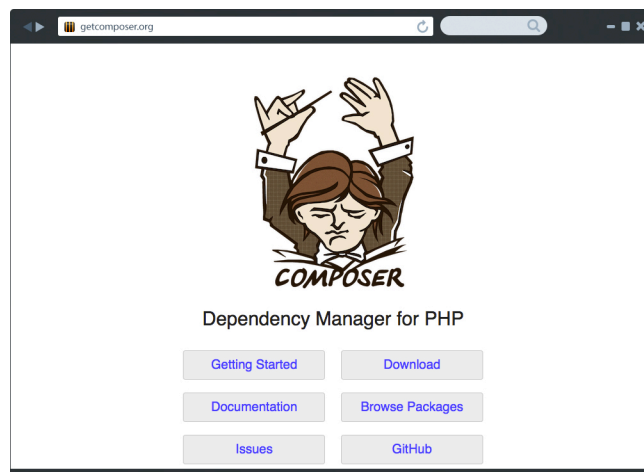 getcomposer.org
COMPOSER
Dependency Manager for PHP
Getting Started
Download
Documentation
Browse Packages
Issues
GitHub